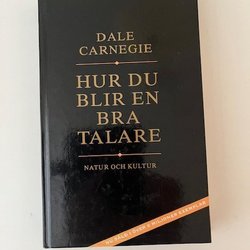 DALE
CARNEGIE
HUR DU
BLIR EN
BRA
TALARE
NATUR OCH KULTUR